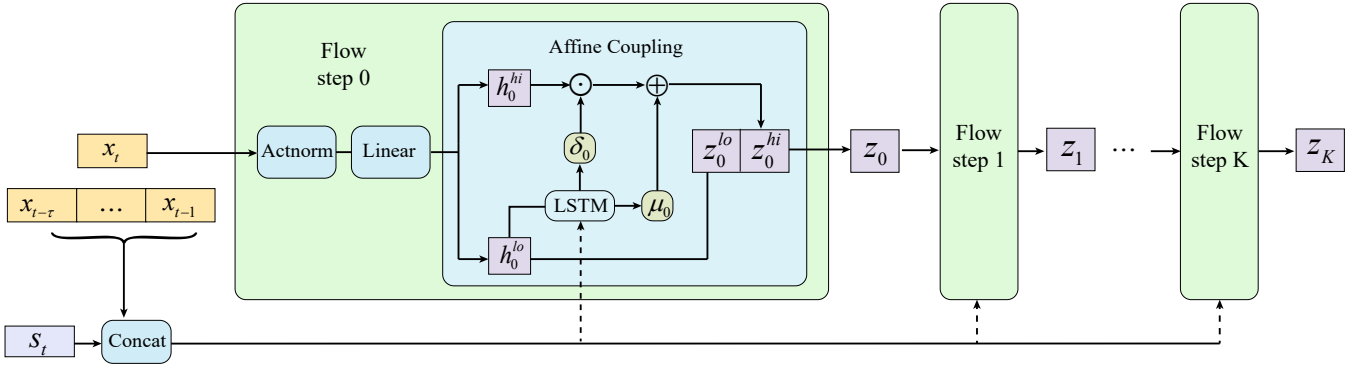 Flow
step 0
Affine Coupling
x_t
Actnorm
Linear
h_0^{hi}
⊙
⊕
δ_0
LSTM
μ_0
h_0^{lo}
z_0^{lo} z_0^{hi}
z_0
Flow
step 1
z_1
...
Flow
step K
z_K
x_{t-τ} ... x_{t-1}
s_t
Concat